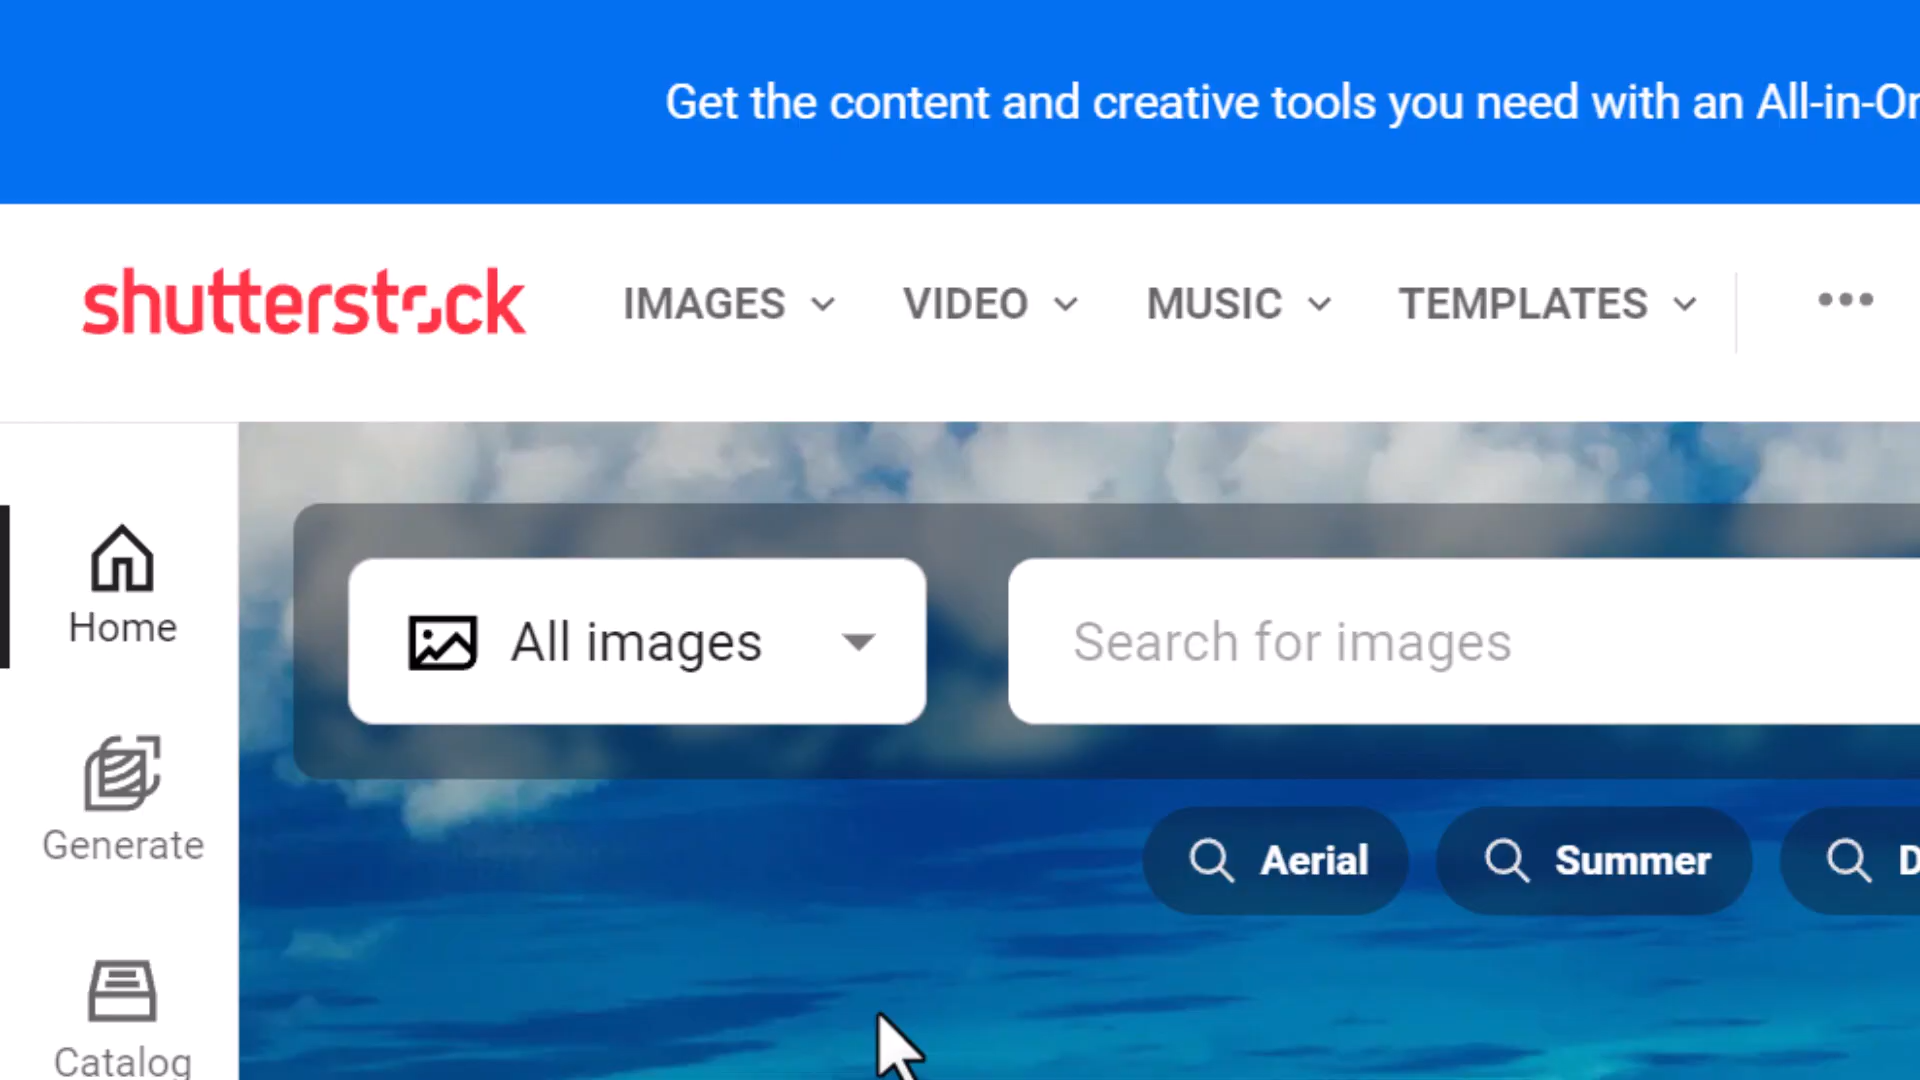 Get the content and creative tools you need with an All-in-
shutterstock
IMAGES VIDEO MUSIC TEMPLATES
Home
All images
Search for images
Generate
Aerial Summer
Catalog